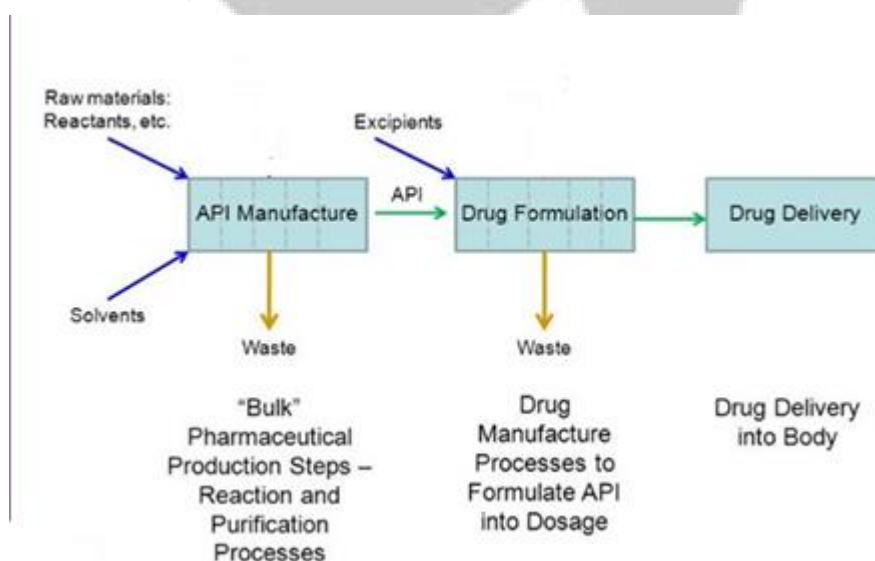 Raw materials:
Reactants, etc.
Excipients
API Manufacture
API
Drug Formulation
Drug Delivery
Solvents
Waste
Waste
“Bulk”
Pharmaceutical
Production Steps –
Reaction and
Purification
Processes
Drug
Manufacture
Processes to
Formulate API
into Dosage
Drug Delivery
into Body